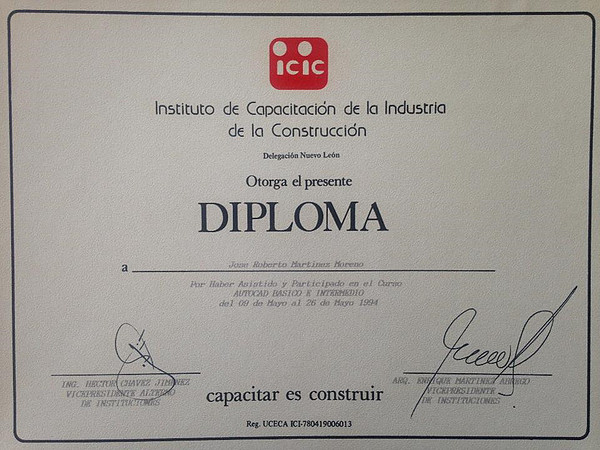 ICIC
Instituto de Capacitación de la Industria
de la Construcción
Delegación Nuevo León
Otorga el presente
DIPLOMA
a Jose Roberto Martinez Moreno
Por Haber Asistido y Participado en el Curso
AUTOCAD BASICO E INTERMEDIO
del 09 de Mayo al 26 de Mayo 1994
ING. HECTOR CHAVEZ JIMENEZ
VICEPRESIDENTE ALTERNO
DE INSTITUCIONES
capacitar es construir
ARQ. ENRIQUE MARTINEZ ABREGO
VICEPRESIDENTE
DE INSTITUCIONES
Reg. UCECA ICI-780419006013